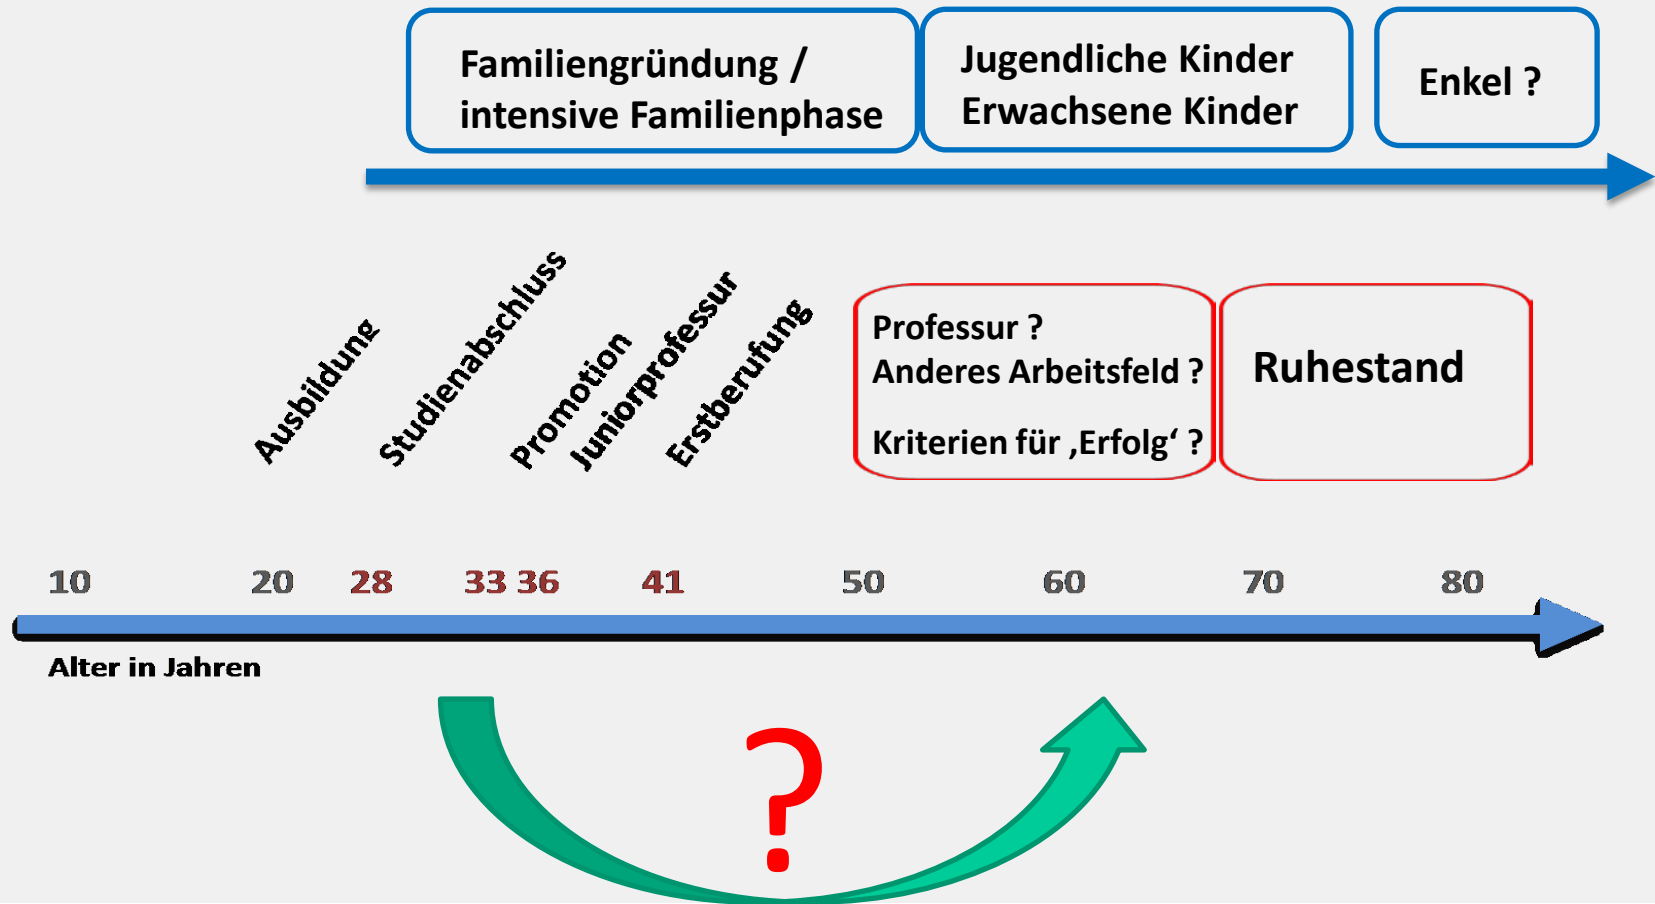 Familiengründung /
intensive Familienphase
Jugendliche Kinder
Erwachsene Kinder
Enkel ?
Ausbildung
Studienabschluss
Promotion
Juniorprofessur
Erstberufung
Professur ?
Anderes Arbeitsfeld ?
Kriterien für ‚Erfolg‘ ?
Ruhestand
10 20 28 33 36 41 50 60 70 80
Alter in Jahren
?